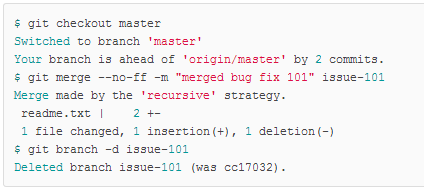 $ git checkout master
Switched to branch 'master'
Your branch is ahead of 'origin/master' by 2 commits.
$ git merge --no-ff -m "merged bug fix 101" issue-101
Merge made by the 'recursive' strategy.
 readme.txt |    2 +-
 1 file changed, 1 insertion(+), 1 deletion(-)
$ git branch -d issue-101
Deleted branch issue-101 (was cc17032).